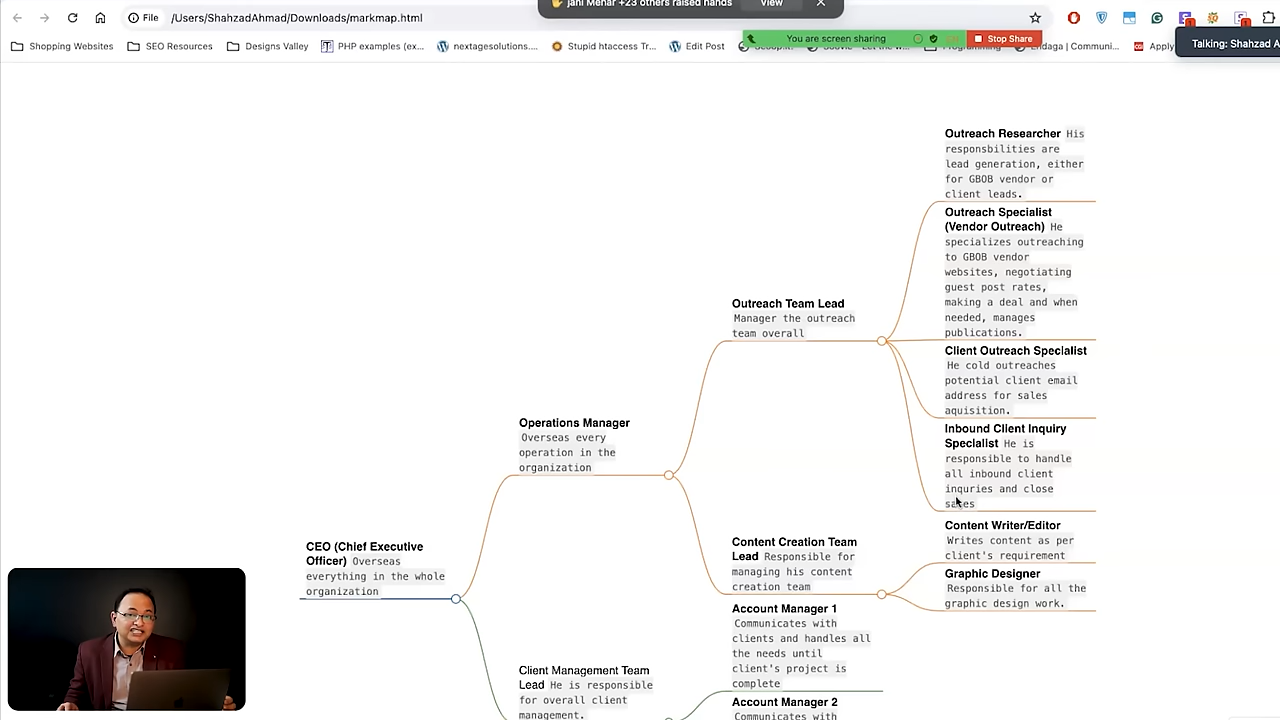 jani Mehar +23 others raised hands View
File /Users/ShahzadAhmad/Downloads/markmap.html
Shopping Websites SEO Resources Designs Valley PHP examples (ex... nextagesolutions.... Stupid htaccess Tr... Edit Post
You are screen sharing Stop Share
Talking: Shahzad A
Outreach Researcher His
responsbilities are
lead generation, either
for GBOB vendor or
client leads.
Outreach Specialist
(Vendor Outreach) He
specializes outreaching
to GBOB vendor
websites, negotiating
guest post rates,
making a deal and when
needed, manages
publications.
Outreach Team Lead
Manager the outreach
team overall
Client Outreach Specialist
He cold outreaches
potential client email
address for sales
aquisition.
Inbound Client Inquiry
Specialist He is
responsible to handle
all inbound client
inquries and close
sales
Operations Manager
Overseas every
operation in the
organization
Content Writer/Editor
Writes content as per
client's requirement
Content Creation Team
Lead Responsible for
managing his content
creation team
Graphic Designer
Responsible for all the
graphic design work.
CEO (Chief Executive
Officer) Overseas
everything in the whole
organization
Account Manager 1
Communicates with
clients and handles all
the needs until
client's project is
complete
Client Management Team
Lead He is responsible
for overall client
management.
Account Manager 2
Communicates with